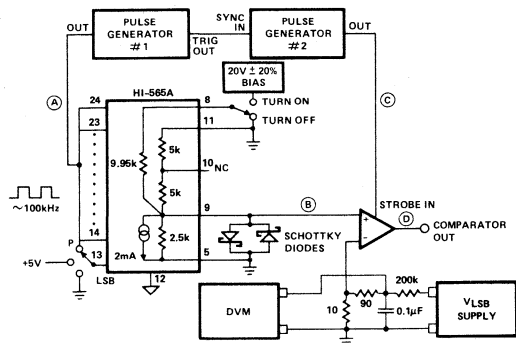 OUT
PULSE
GENERATOR
#1
TRIG
OUT
SYNC
IN
PULSE
GENERATOR
#2
OUT
20V ± 20%
BIAS
HI-565A
A
24
23
14
13
P
+5V
LSB
12
~100kHz
8
TURN ON
TURN OFF
11
5k
9.95k
10
NC
5k
9
B
2.5k
2mA
5
SCHOTTKY
DIODES
C
STROBE IN
+
−
D
COMPARATOR
OUT
DVM
10
90
200k
0.1μF
VLSB
SUPPLY